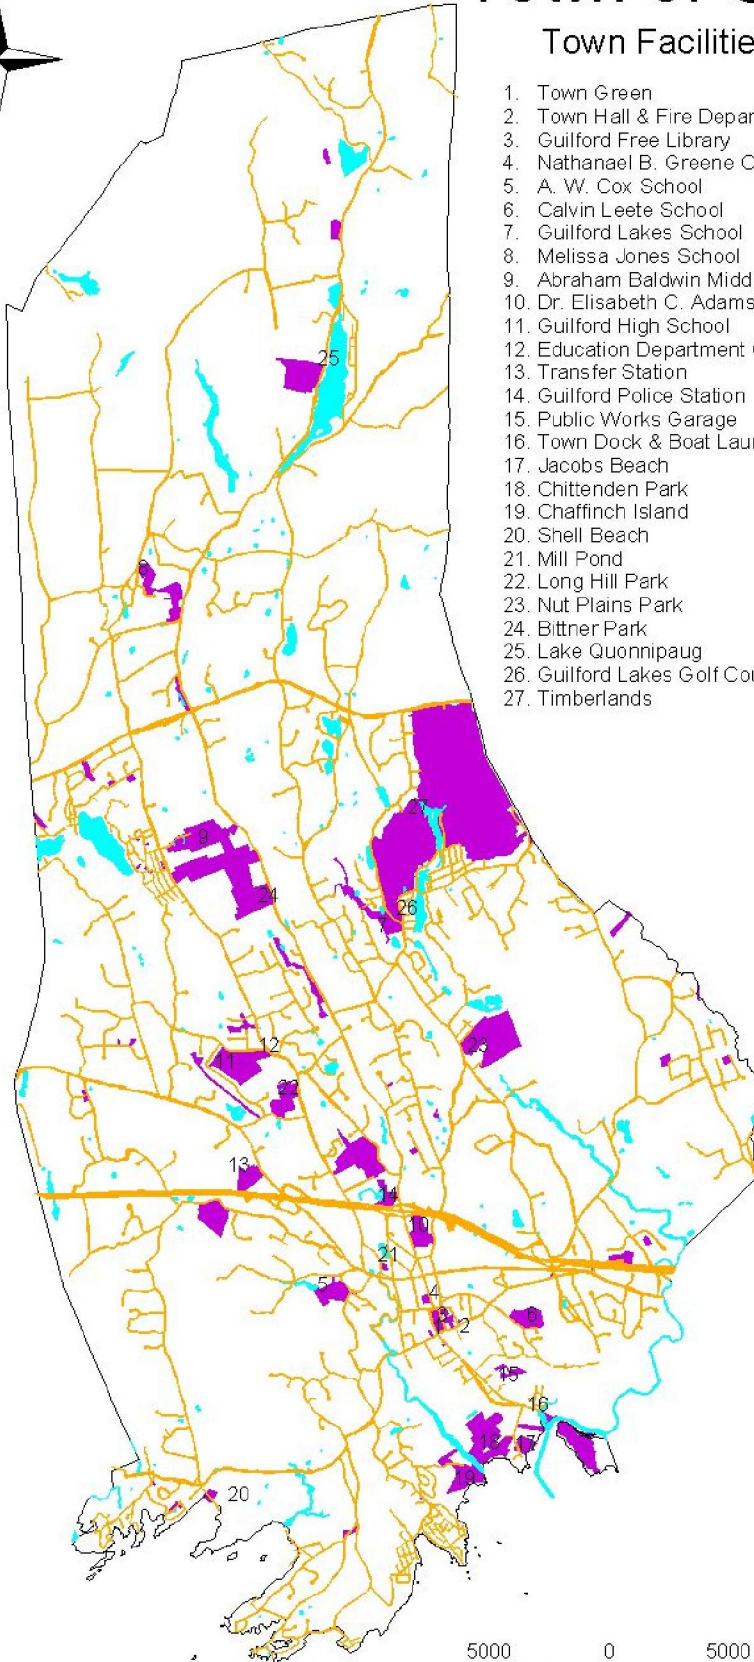 Town of
Town Facilitie
1. Town Green
2. Town Hall & Fire Depar
3. Guilford Free Library
4. Nathanael B. Greene C
5. A. W. Cox School
6. Calvin Leete School
7. Guilford Lakes School
8. Melissa Jones School
9. Abraham Baldwin Midd
10. Dr. Elisabeth C. Adams
11. Guilford High School
12. Education Department
13. Transfer Station
14. Guilford Police Station
15. Public Works Garage
16. Town Dock & Boat Lau
17. Jacobs Beach
18. Chittenden Park
19. Chaffinch Island
20. Shell Beach
21. Mill Pond
22. Long Hill Park
23. Nut Plains Park
24. Bittner Park
25. Lake Quonnipaug
26. Guilford Lakes Golf Cou
27. Timberlands
25
8
27
9
24
26
7
12
11
23
22
13
14
10
21
5
4
3
1
2
6
15
16
18
17
19
20
5000 0 5000